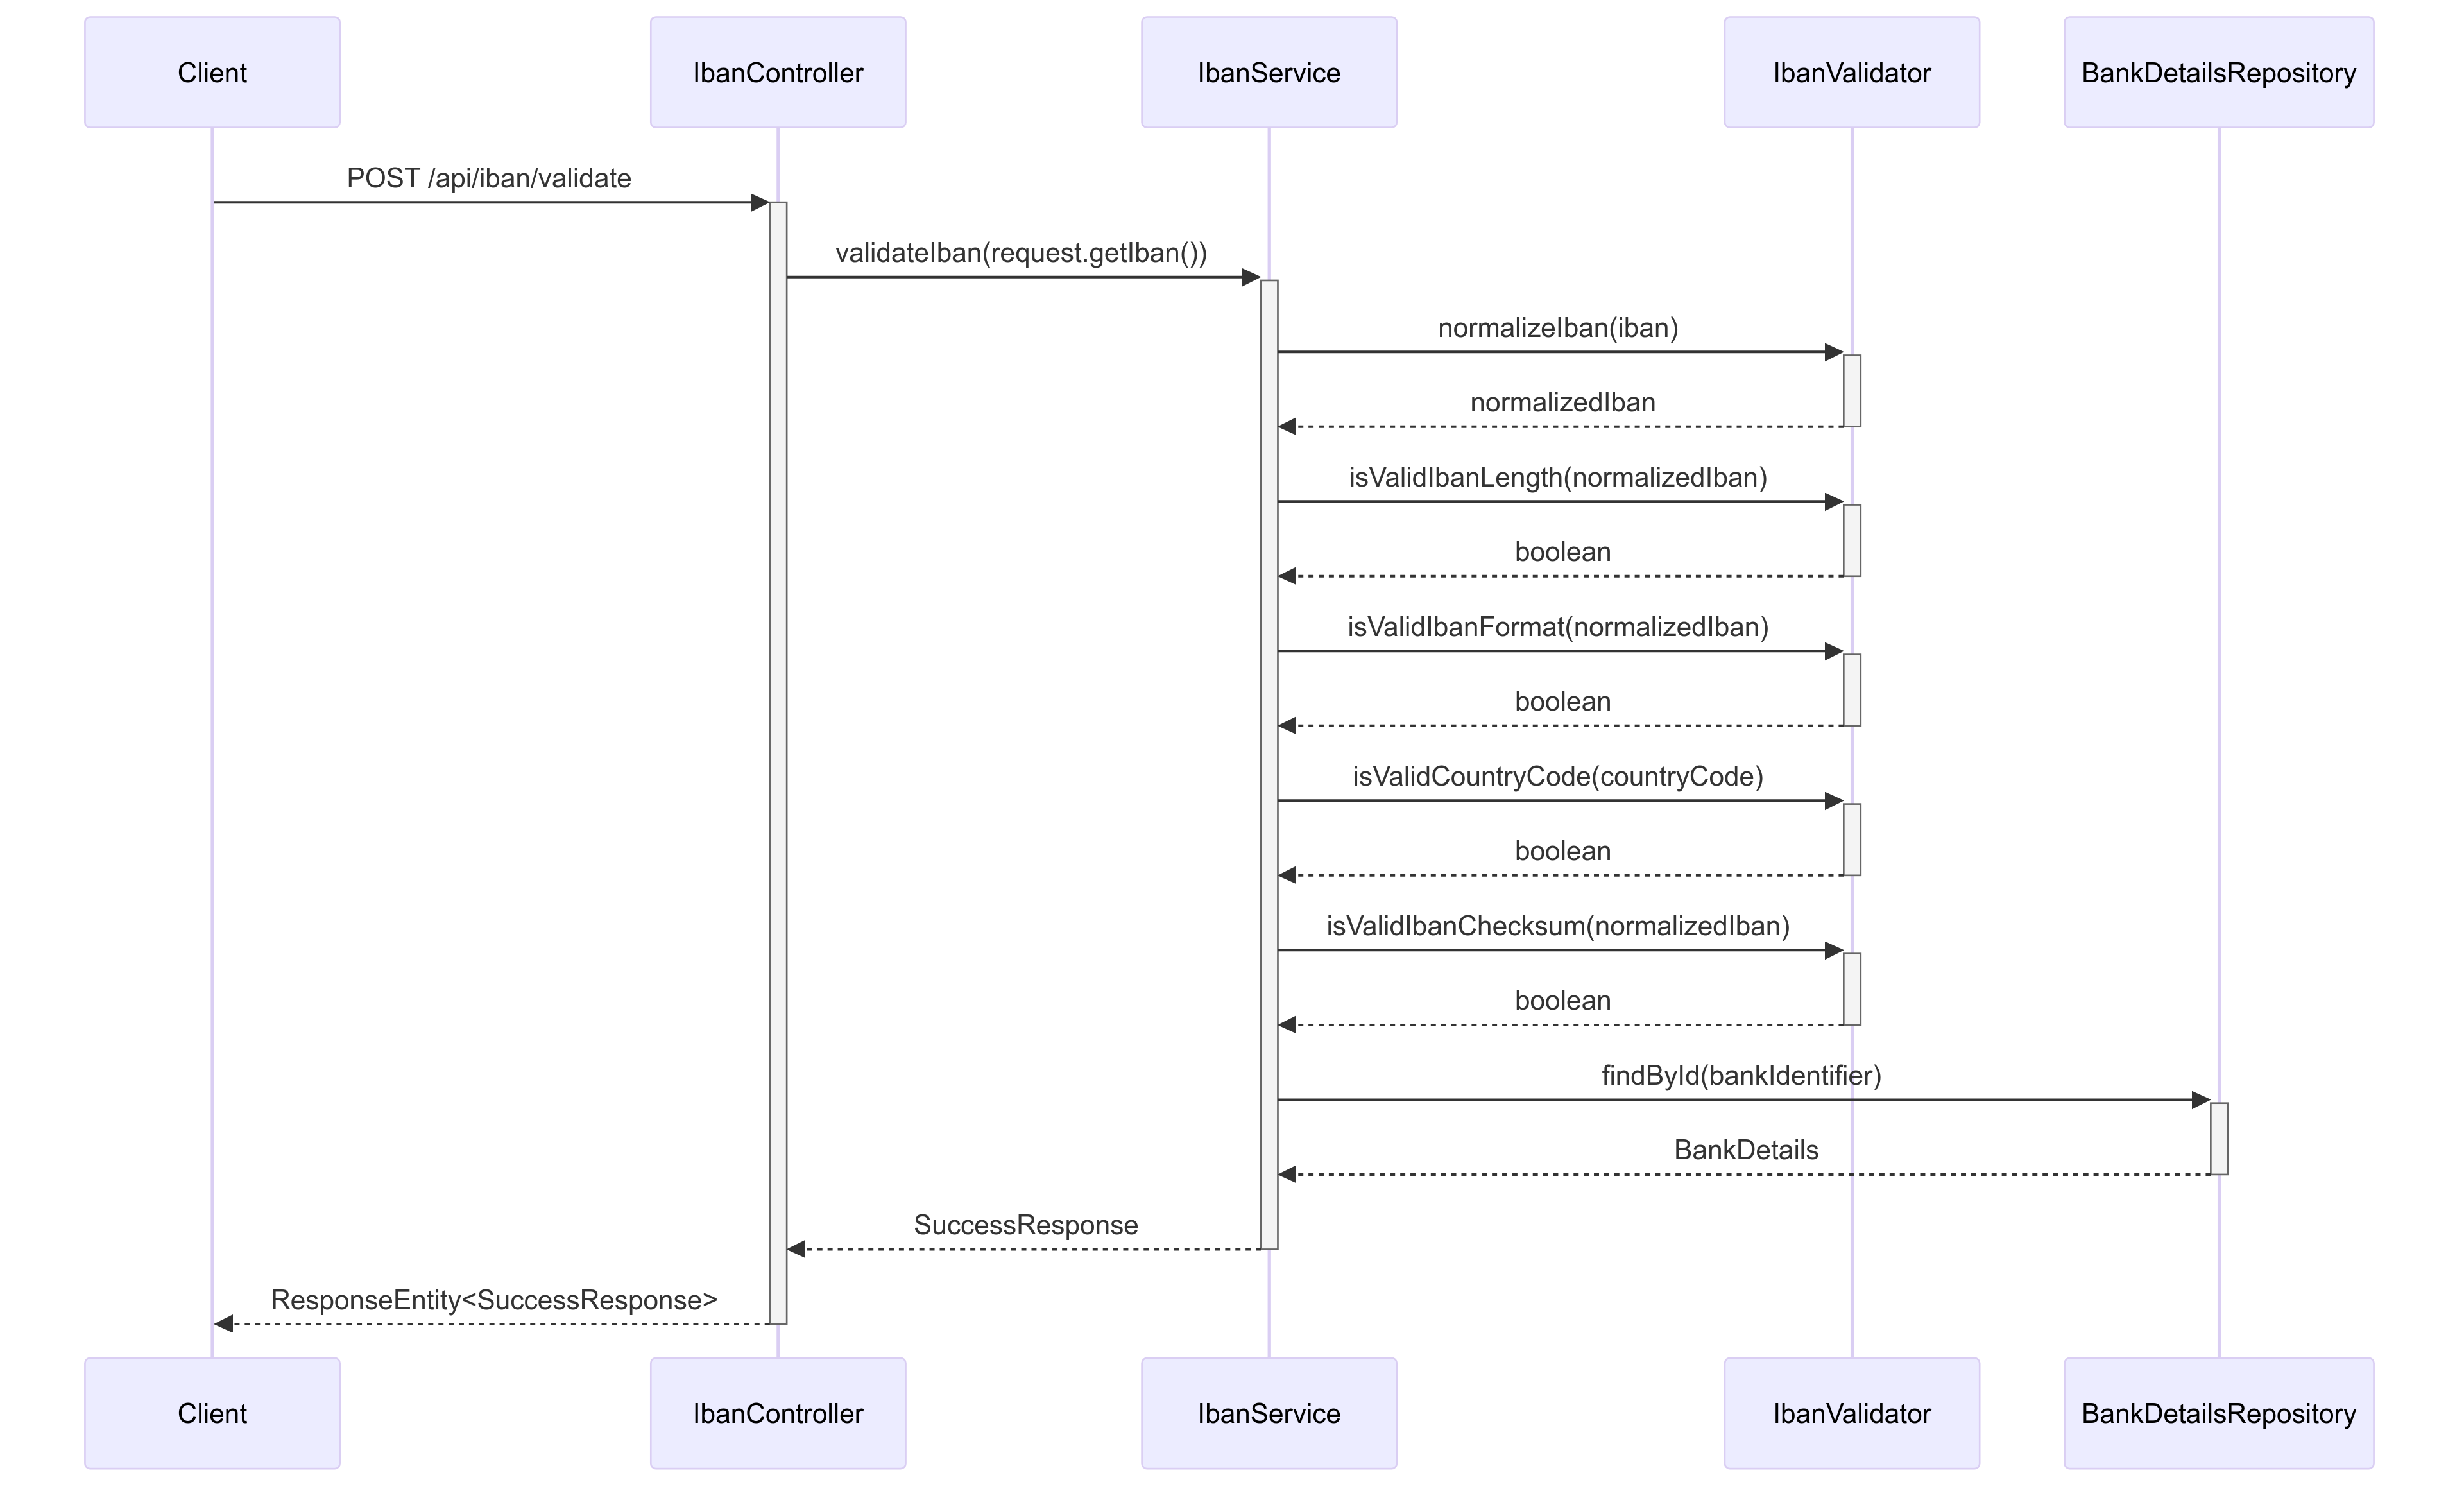 Client
IbanController
IbanService
IbanValidator
BankDetailsRepository
POST /api/iban/validate
validateIban(request.getIban())
normalizeIban(iban)
normalizedIban
isValidIbanLength(normalizedIban)
boolean
isValidIbanFormat(normalizedIban)
boolean
isValidCountryCode(countryCode)
boolean
isValidIbanChecksum(normalizedIban)
boolean
findById(bankIdentifier)
BankDetails
SuccessResponse
ResponseEntity<SuccessResponse>
Client
IbanController
IbanService
IbanValidator
BankDetailsRepository